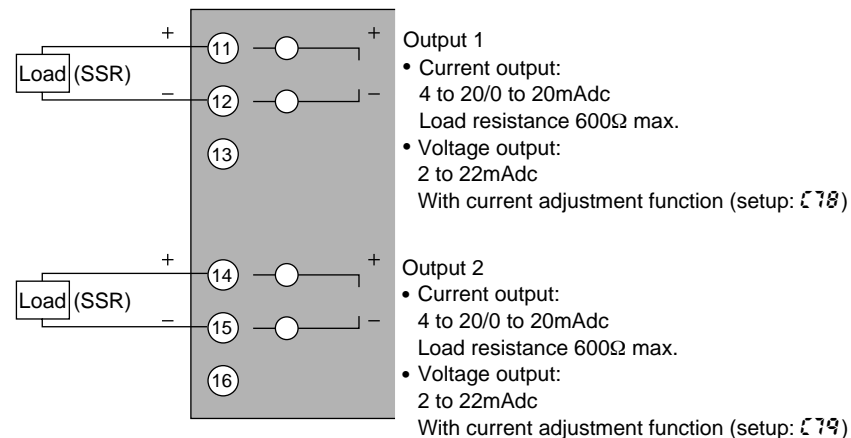 +
11
+
Output 1
Load (SSR)
• Current output:
4 to 20/0 to 20mAdc
−
12
−
Load resistance 600Ω max.
13
• Voltage output:
2 to 22mAdc
With current adjustment function (setup: C78)
+
14
+
Output 2
Load (SSR)
• Current output:
4 to 20/0 to 20mAdc
−
15
−
Load resistance 600Ω max.
16
• Voltage output:
2 to 22mAdc
With current adjustment function (setup: C79)